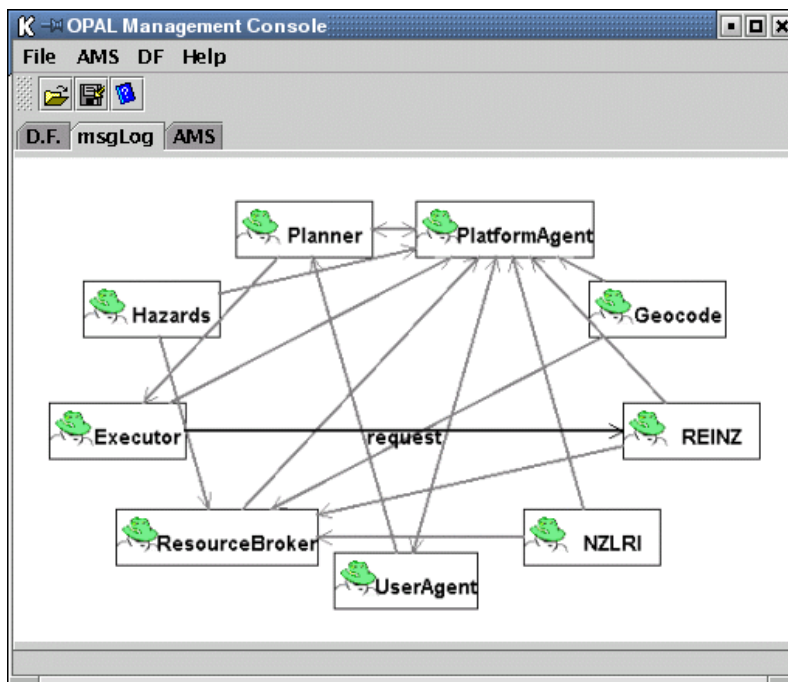 K OPAL Management Console
File AMS DF Help
D.F. msgLog AMS
Planner PlatformAgent
Hazards Geocode
Executor request REINZ
ResourceBroker NZLRI
UserAgent